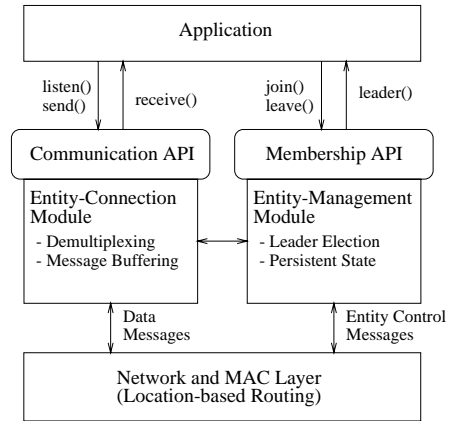 Application
listen()
send()
receive()
join()
leave()
leader()
Communication API
Membership API
Entity-Connection
Module
- Demultiplexing
- Message Buffering
Entity-Management
Module
- Leader Election
- Persistent State
Data
Messages
Entity Control
Messages
Network and MAC Layer
(Location-based Routing)